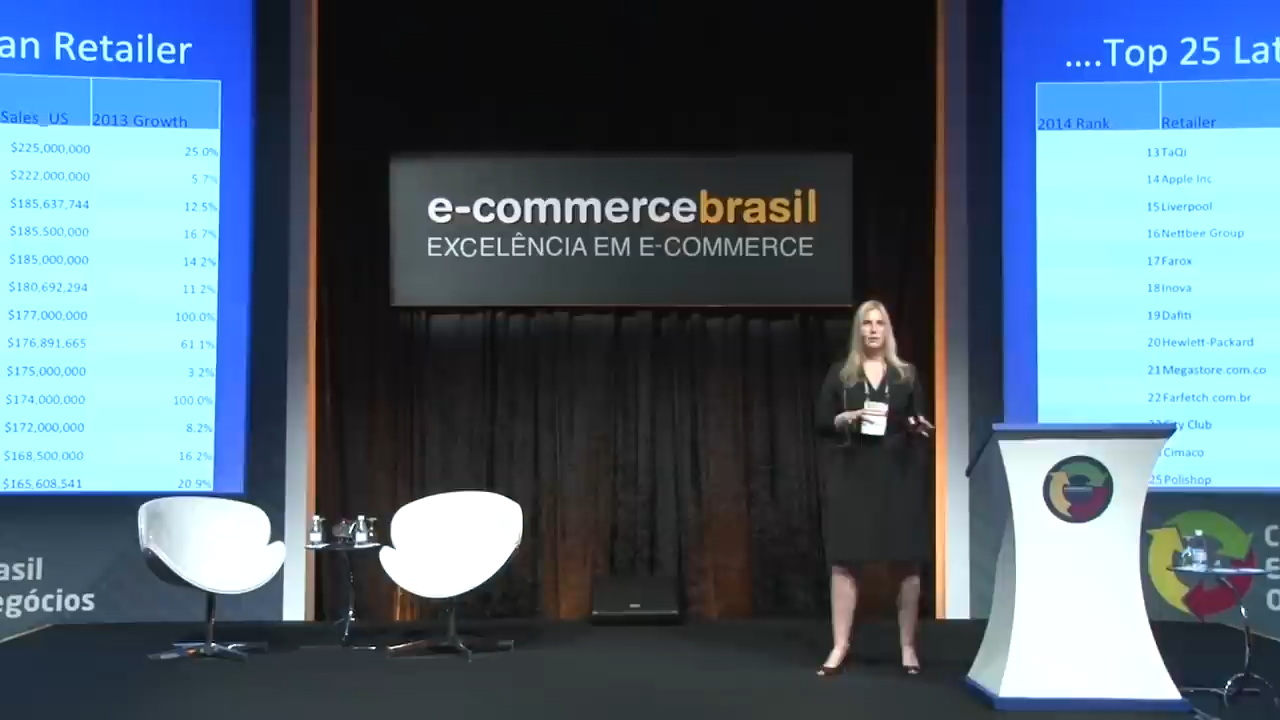 an Retailer
Sales_US 2013 Growth
$225,000,000 25.0%
$222,000,000 5.7%
$185,637,744 12.5%
$185,500,000 16.7%
$185,000,000 14.2%
$180,692,294 11.2%
$177,000,000 100.0%
$176,891,665 61.1%
$175,000,000 3.2%
$174,000,000 100.0%
$172,000,000 8.2%
$168,500,000 16.2%
$165,608,541 20.9%
asil
egócios
e-commercebrasil
EXCELÊNCIA EM E-COMMERCE
....Top 25 Lat
2014 Rank Retailer
13 TaQi
14 Apple Inc
15 Liverpool
16 Nettbee Group
17 Farox
18 Inova
19 Dafiti
20 Hewlett-Packard
21 Megastore.com.co
22 Farfetch.com.br
City Club
Cimaco
25 Polishop